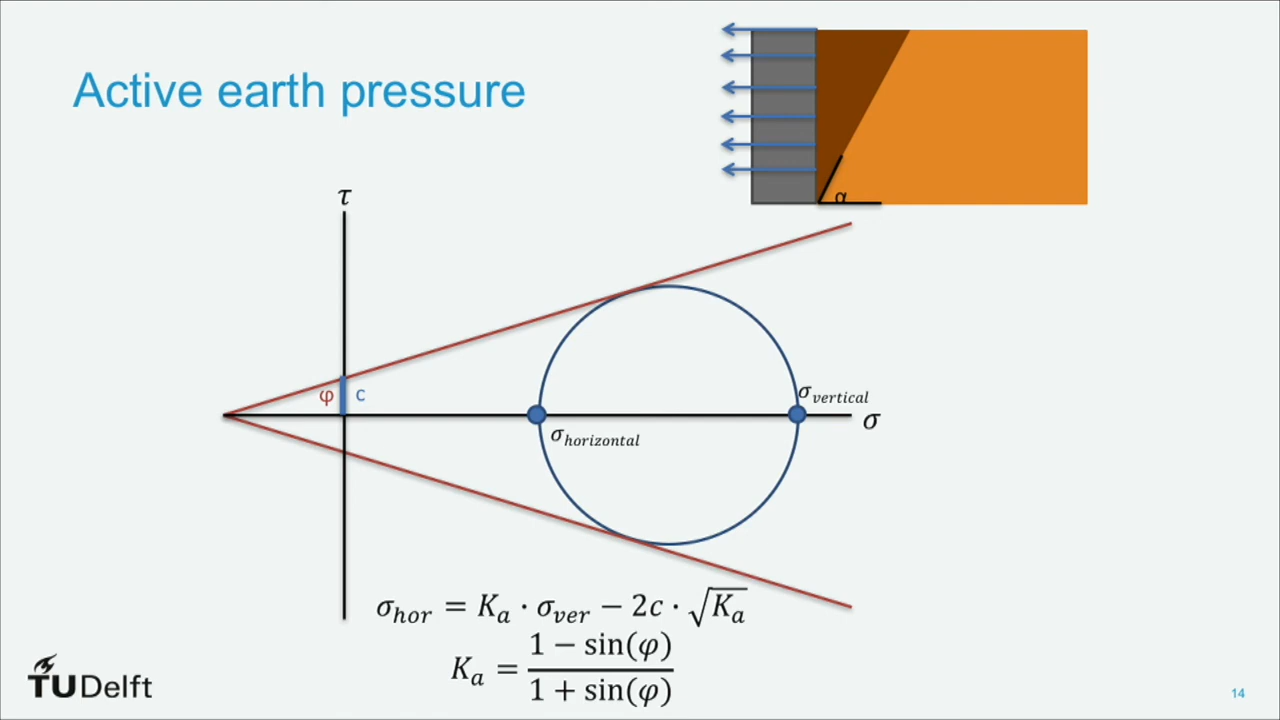 Active earth pressure
α
τ
φ c
σ_vertical
σ
σ_horizontal
σ_hor = K_a · σ_ver − 2c · √K_a
K_a = (1 − sin(φ)) / (1 + sin(φ))
TUDelft
14